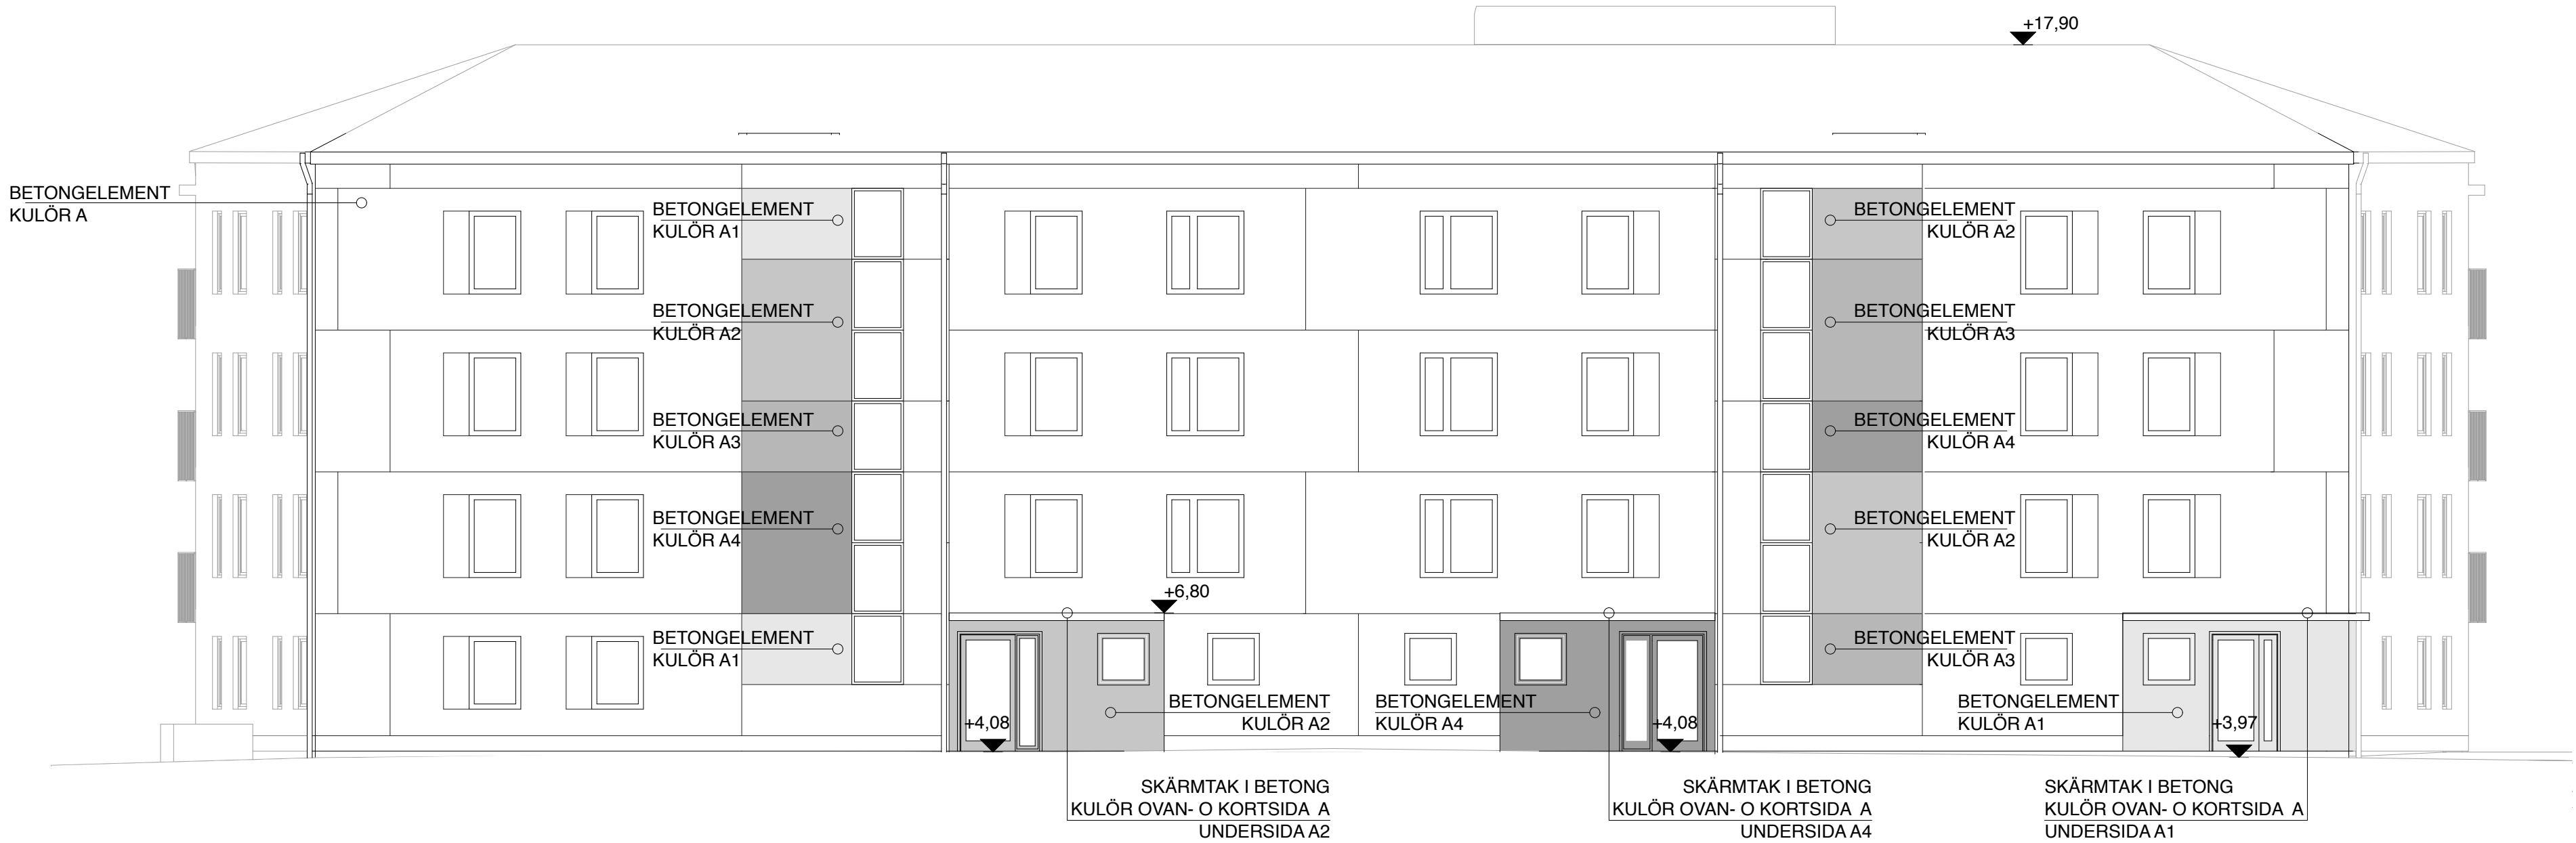 +17,90
BETONGELEMENT
KULÖR A
BETONGELEMENT
KULÖR A1
BETONGELEMENT
KULÖR A2
BETONGELEMENT
KULÖR A2
BETONGELEMENT
KULÖR A3
BETONGELEMENT
KULÖR A3
BETONGELEMENT
KULÖR A4
BETONGELEMENT
KULÖR A4
BETONGELEMENT
KULÖR A2
+6,80
BETONGELEMENT
KULÖR A1
BETONGELEMENT
KULÖR A3
BETONGELEMENT
KULÖR A2
BETONGELEMENT
KULÖR A4
BETONGELEMENT
KULÖR A1
+4,08
+4,08
+3,97
SKÄRMTAK I BETONG
KULÖR OVAN- O KORTSIDA A
UNDERSIDA A2
SKÄRMTAK I BETONG
KULÖR OVAN- O KORTSIDA A
UNDERSIDA A4
SKÄRMTAK I BETONG
KULÖR OVAN- O KORTSIDA A
UNDERSIDA A1